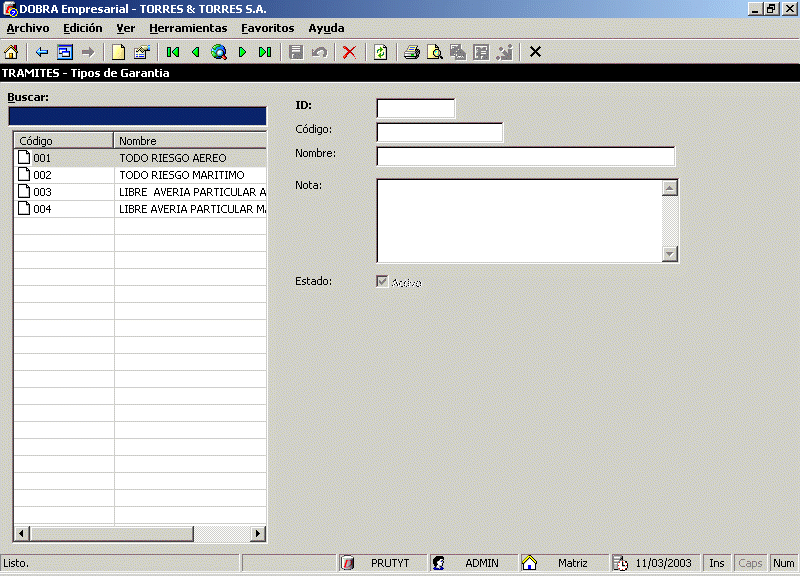 DOBRA Empresarial - TORRES & TORRES S.A.
Archivo Edición Ver Herramientas Favoritos Ayuda
TRAMITES - Tipos de Garantia
Buscar:
Código Nombre
001 TODO RIESGO AEREO
002 TODO RIESGO MARITIMO
003 LIBRE AVERIA PARTICULAR A
004 LIBRE AVERIA PARTICULAR MA
ID:
Código:
Nombre:
Nota:
Estado: Activo
Listo. PRUTYT ADMIN Matriz 11/03/2003 Ins Caps Num